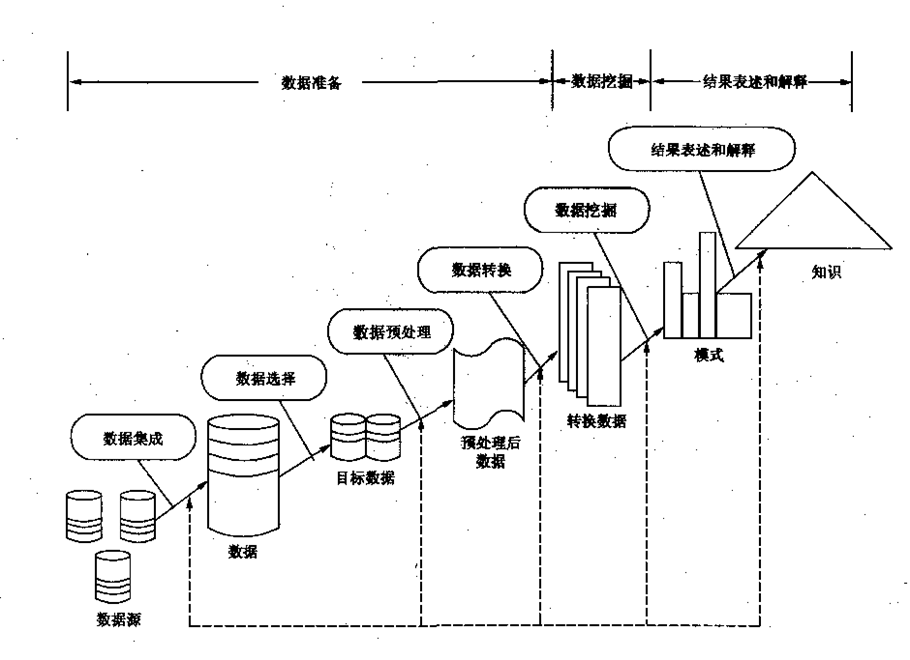 数据准备
数据挖掘
结果表述和解释
结果表述和解释
数据挖掘
知识
数据转换
数据预处理
模式
数据选择
转换数据
数据集成
预处理后
数据
目标数据
数据
数据源